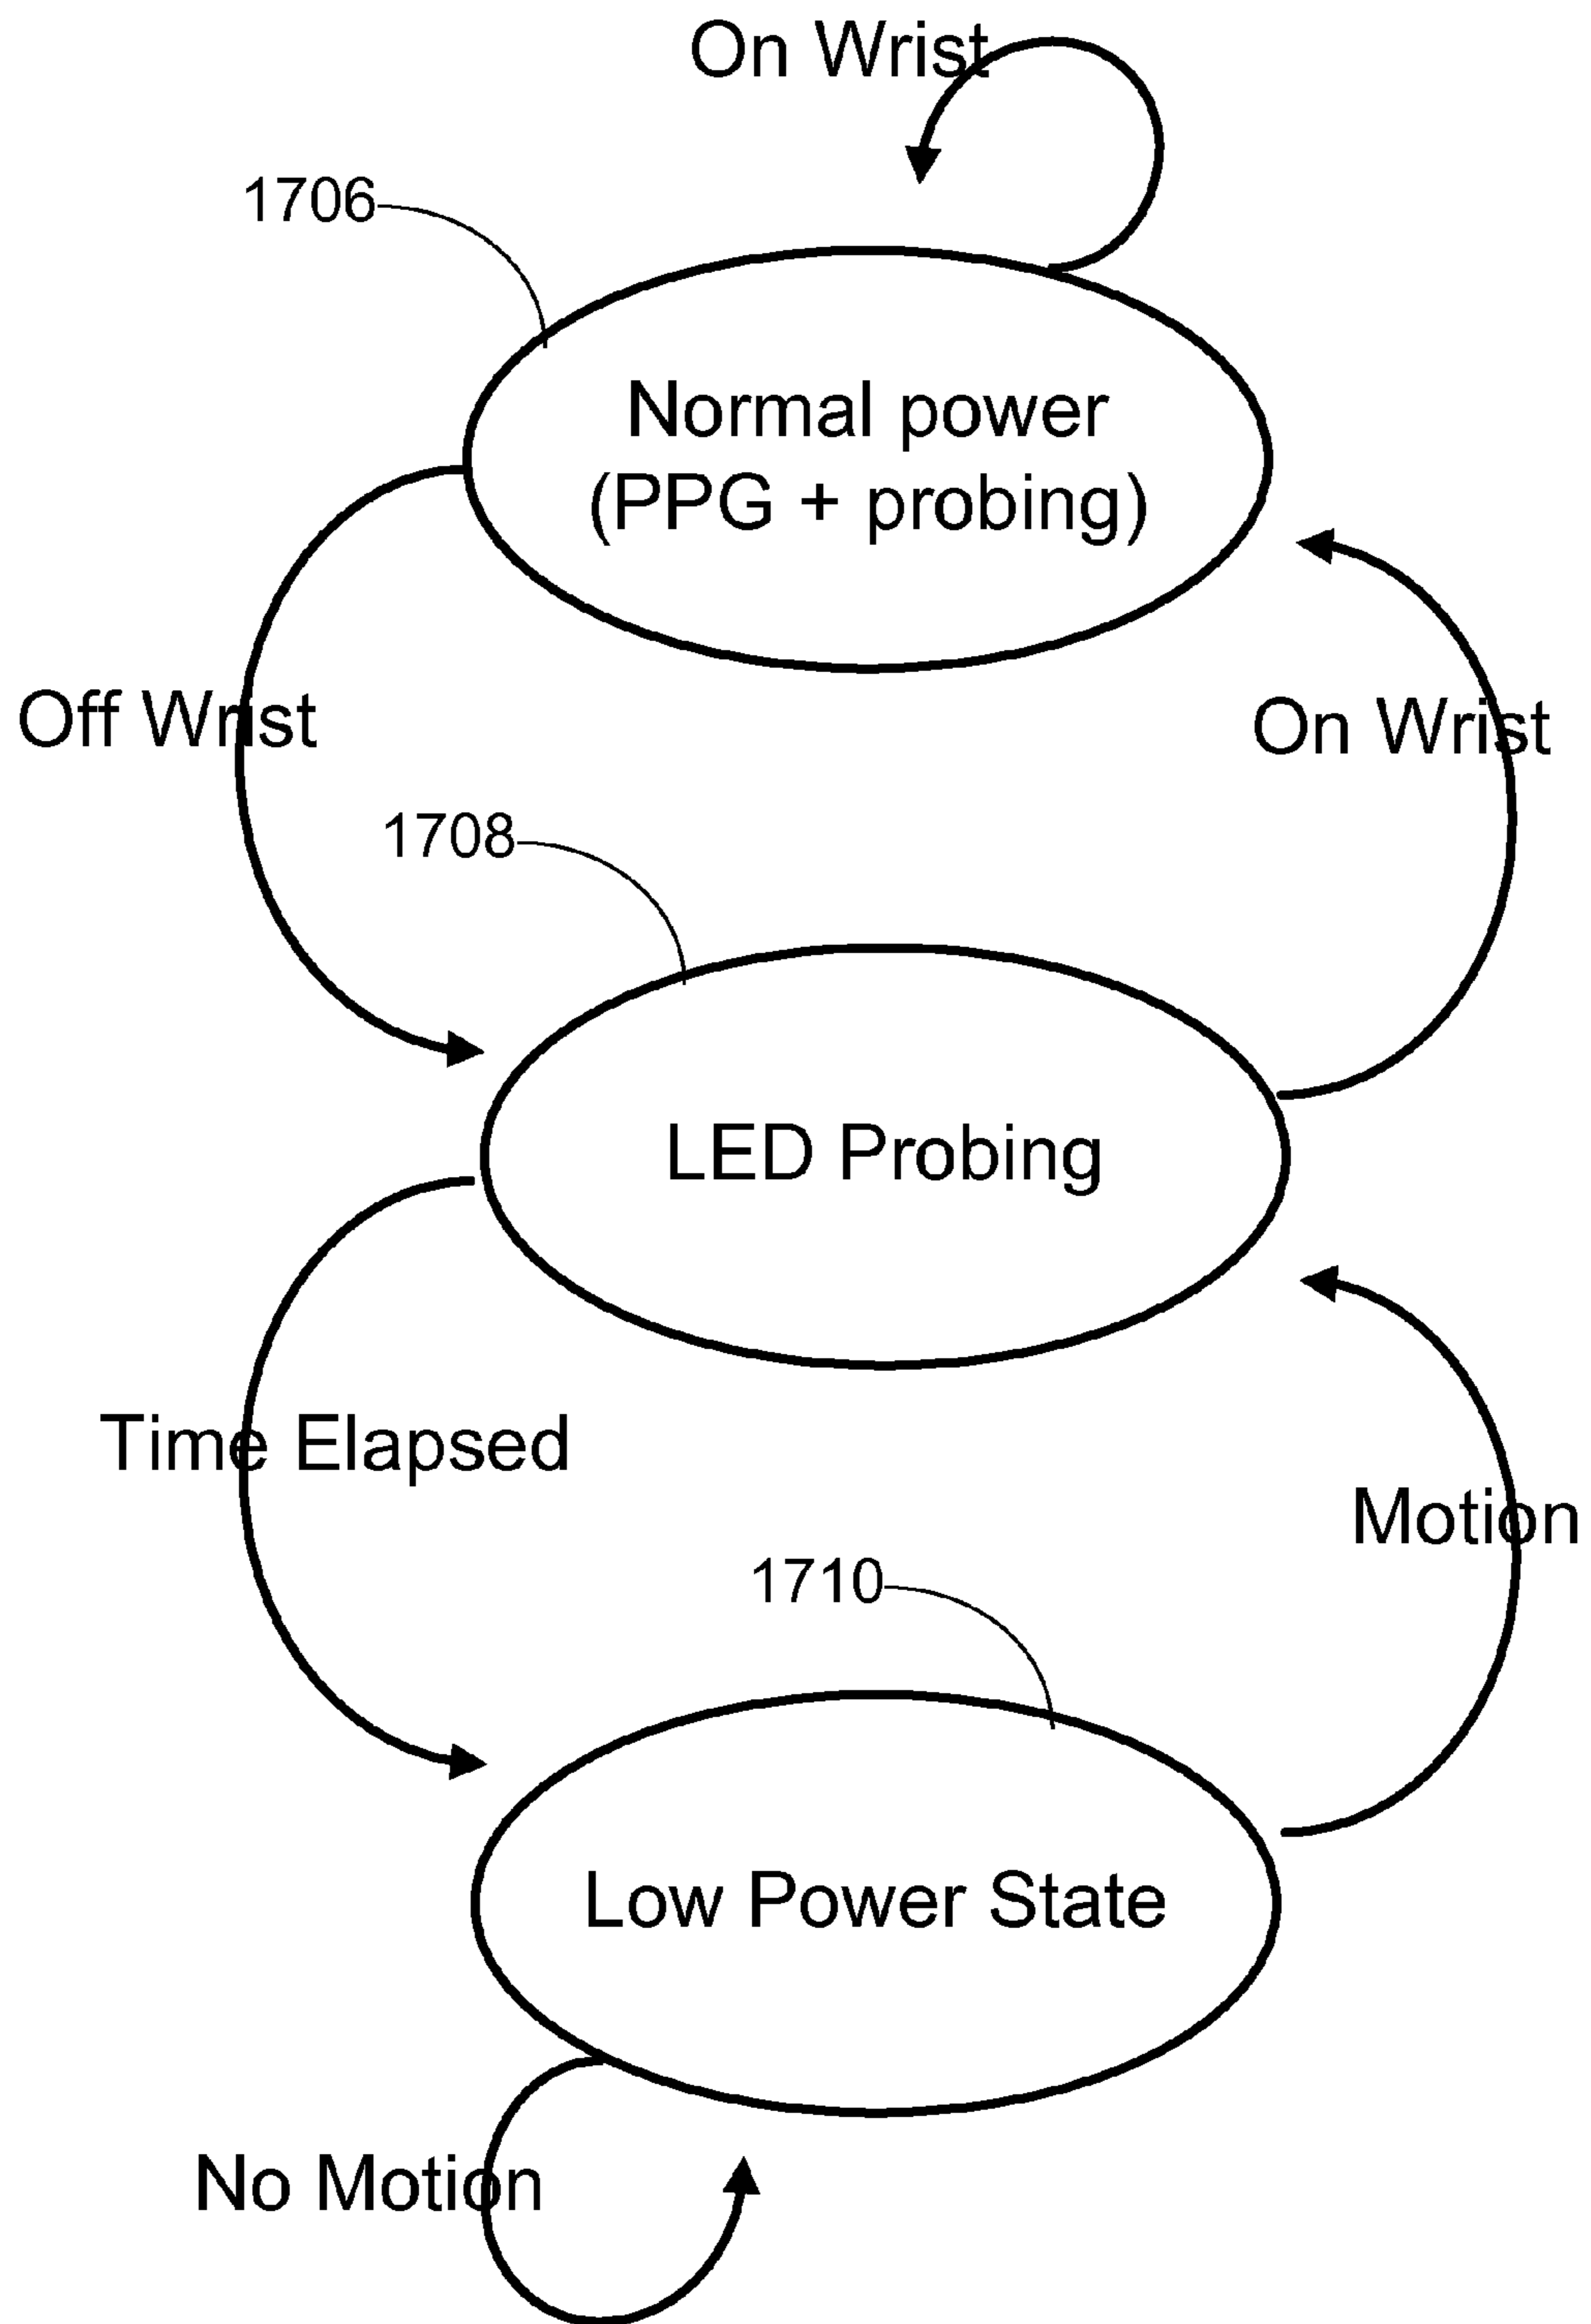 On Wrist
1706
Normal power
(PPG + probing)
Off Wrist
On Wrist
1708
LED Probing
Time Elapsed
Motion
1710
Low Power State
No Motion